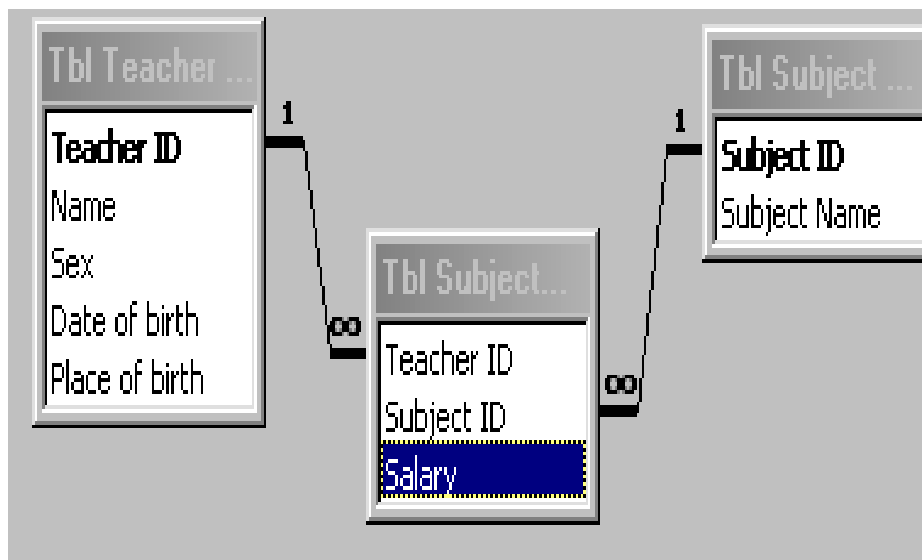 Tbl Teacher ...
1
Teacher ID
Name
Sex
Date of birth
Place of birth
∞
Tbl Subject...
Teacher ID
Subject ID
Salary
∞
Tbl Subject ...
1
Subject ID
Subject Name